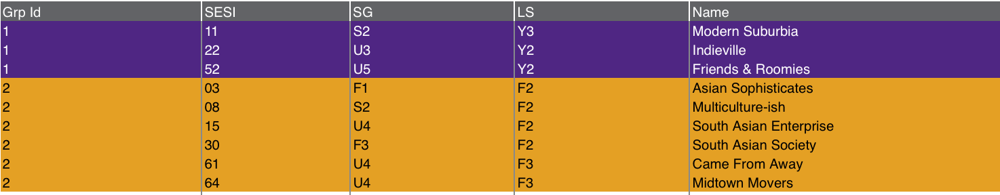 Grp Id SESI SG LS Name
1 11 S2 Y3 Modern Suburbia
1 22 U3 Y2 Indieville
1 52 U5 Y2 Friends & Roomies
2 03 F1 F2 Asian Sophisticates
2 08 S2 F2 Multiculture-ish
2 15 U4 F2 South Asian Enterprise
2 30 F3 F2 South Asian Society
2 61 U4 F3 Came From Away
2 64 U4 F3 Midtown Movers